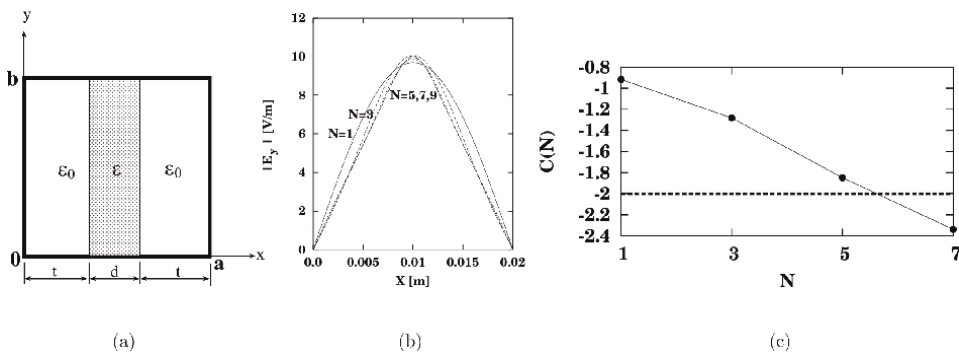 y
b
ε₀
ε
ε₀
0
a
x
t
d
t
(a)
12
10
8
6
4
2
0
|E_y| [V/m]
N=1
N=3
N=5,7,9
0.0
0.005
0.01
0.015
0.02
X [m]
(b)
-0.8
-1
-1.2
-1.4
-1.6
-1.8
-2
-2.2
-2.4
C(N)
1
3
5
7
N
(c)